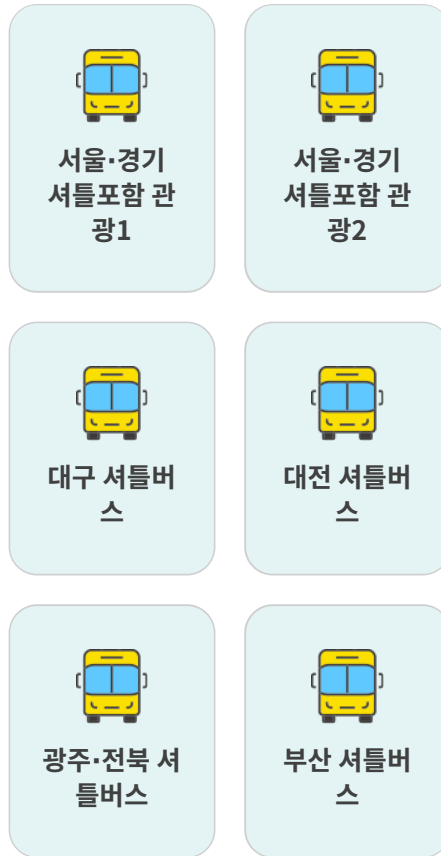 서울·경기
셔틀포함 관
광1
서울·경기
셔틀포함 관
광2
대구 셔틀버
스
대전 셔틀버
스
광주·전북 셔
틀버스
부산 셔틀버
스